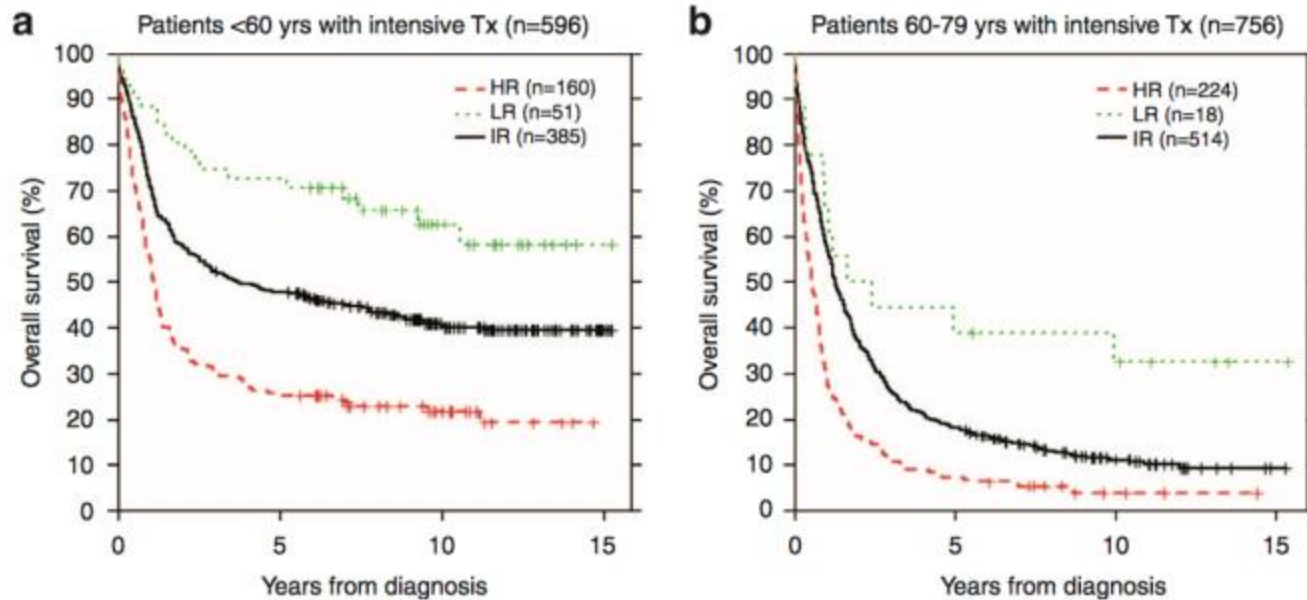 a Patients <60 yrs with intensive Tx (n=596)
100
90
80
70
60
50
40
30
20
10
0
Overall survival (%)
HR (n=160)
LR (n=51)
IR (n=385)
0 5 10 15
Years from diagnosis
b Patients 60-79 yrs with intensive Tx (n=756)
100
90
80
70
60
50
40
30
20
10
0
Overall survival (%)
HR (n=224)
LR (n=18)
IR (n=514)
0 5 10 15
Years from diagnosis